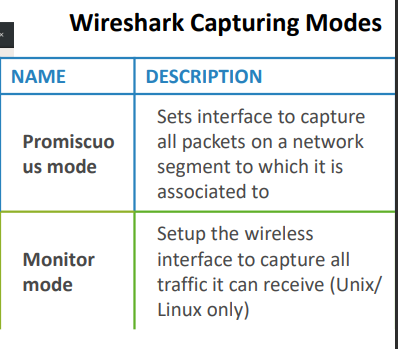 Wireshark Capturing Modes
NAME
DESCRIPTION
Promiscuo
us mode
Sets interface to capture
all packets on a network
segment to which it is
associated to
Monitor
mode
Setup the wireless
interface to capture all
traffic it can receive (Unix/
Linux only)